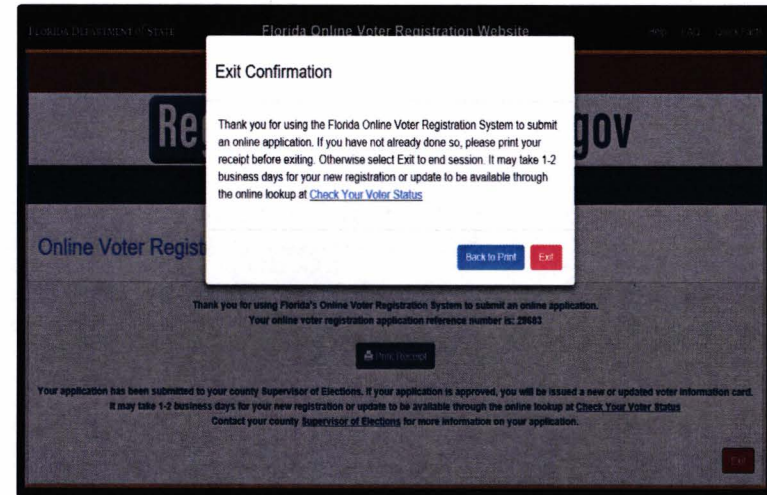 FLORIDA DEPARTMENT of STATE
Florida Online Voter Registration Website
FAQ
Exit Confirmation
Thank you for using the Florida Online Voter Registration System to submit
an online application. If you have not already done so, please print your
receipt before exiting. Otherwise select Exit to end session. It may take 1-2
business days for your new registration or update to be available through
the online lookup at Check Your Voter Status
Back to Print
Exit
Re
gov
Online Voter Regist
Thank you for using Florida's Online Voter Registration System to submit an online application.
Your online voter registration application reference number is: 29683
Print Receipt
Your application has been submitted to your county Supervisor of Elections. If your application is approved, you will be issued a new or updated voter information card.
It may take 1-2 business days for your new registration or update to be available through the online lookup at Check Your Voter Status
Contact your county Supervisor of Elections for more information on your application.
Exit